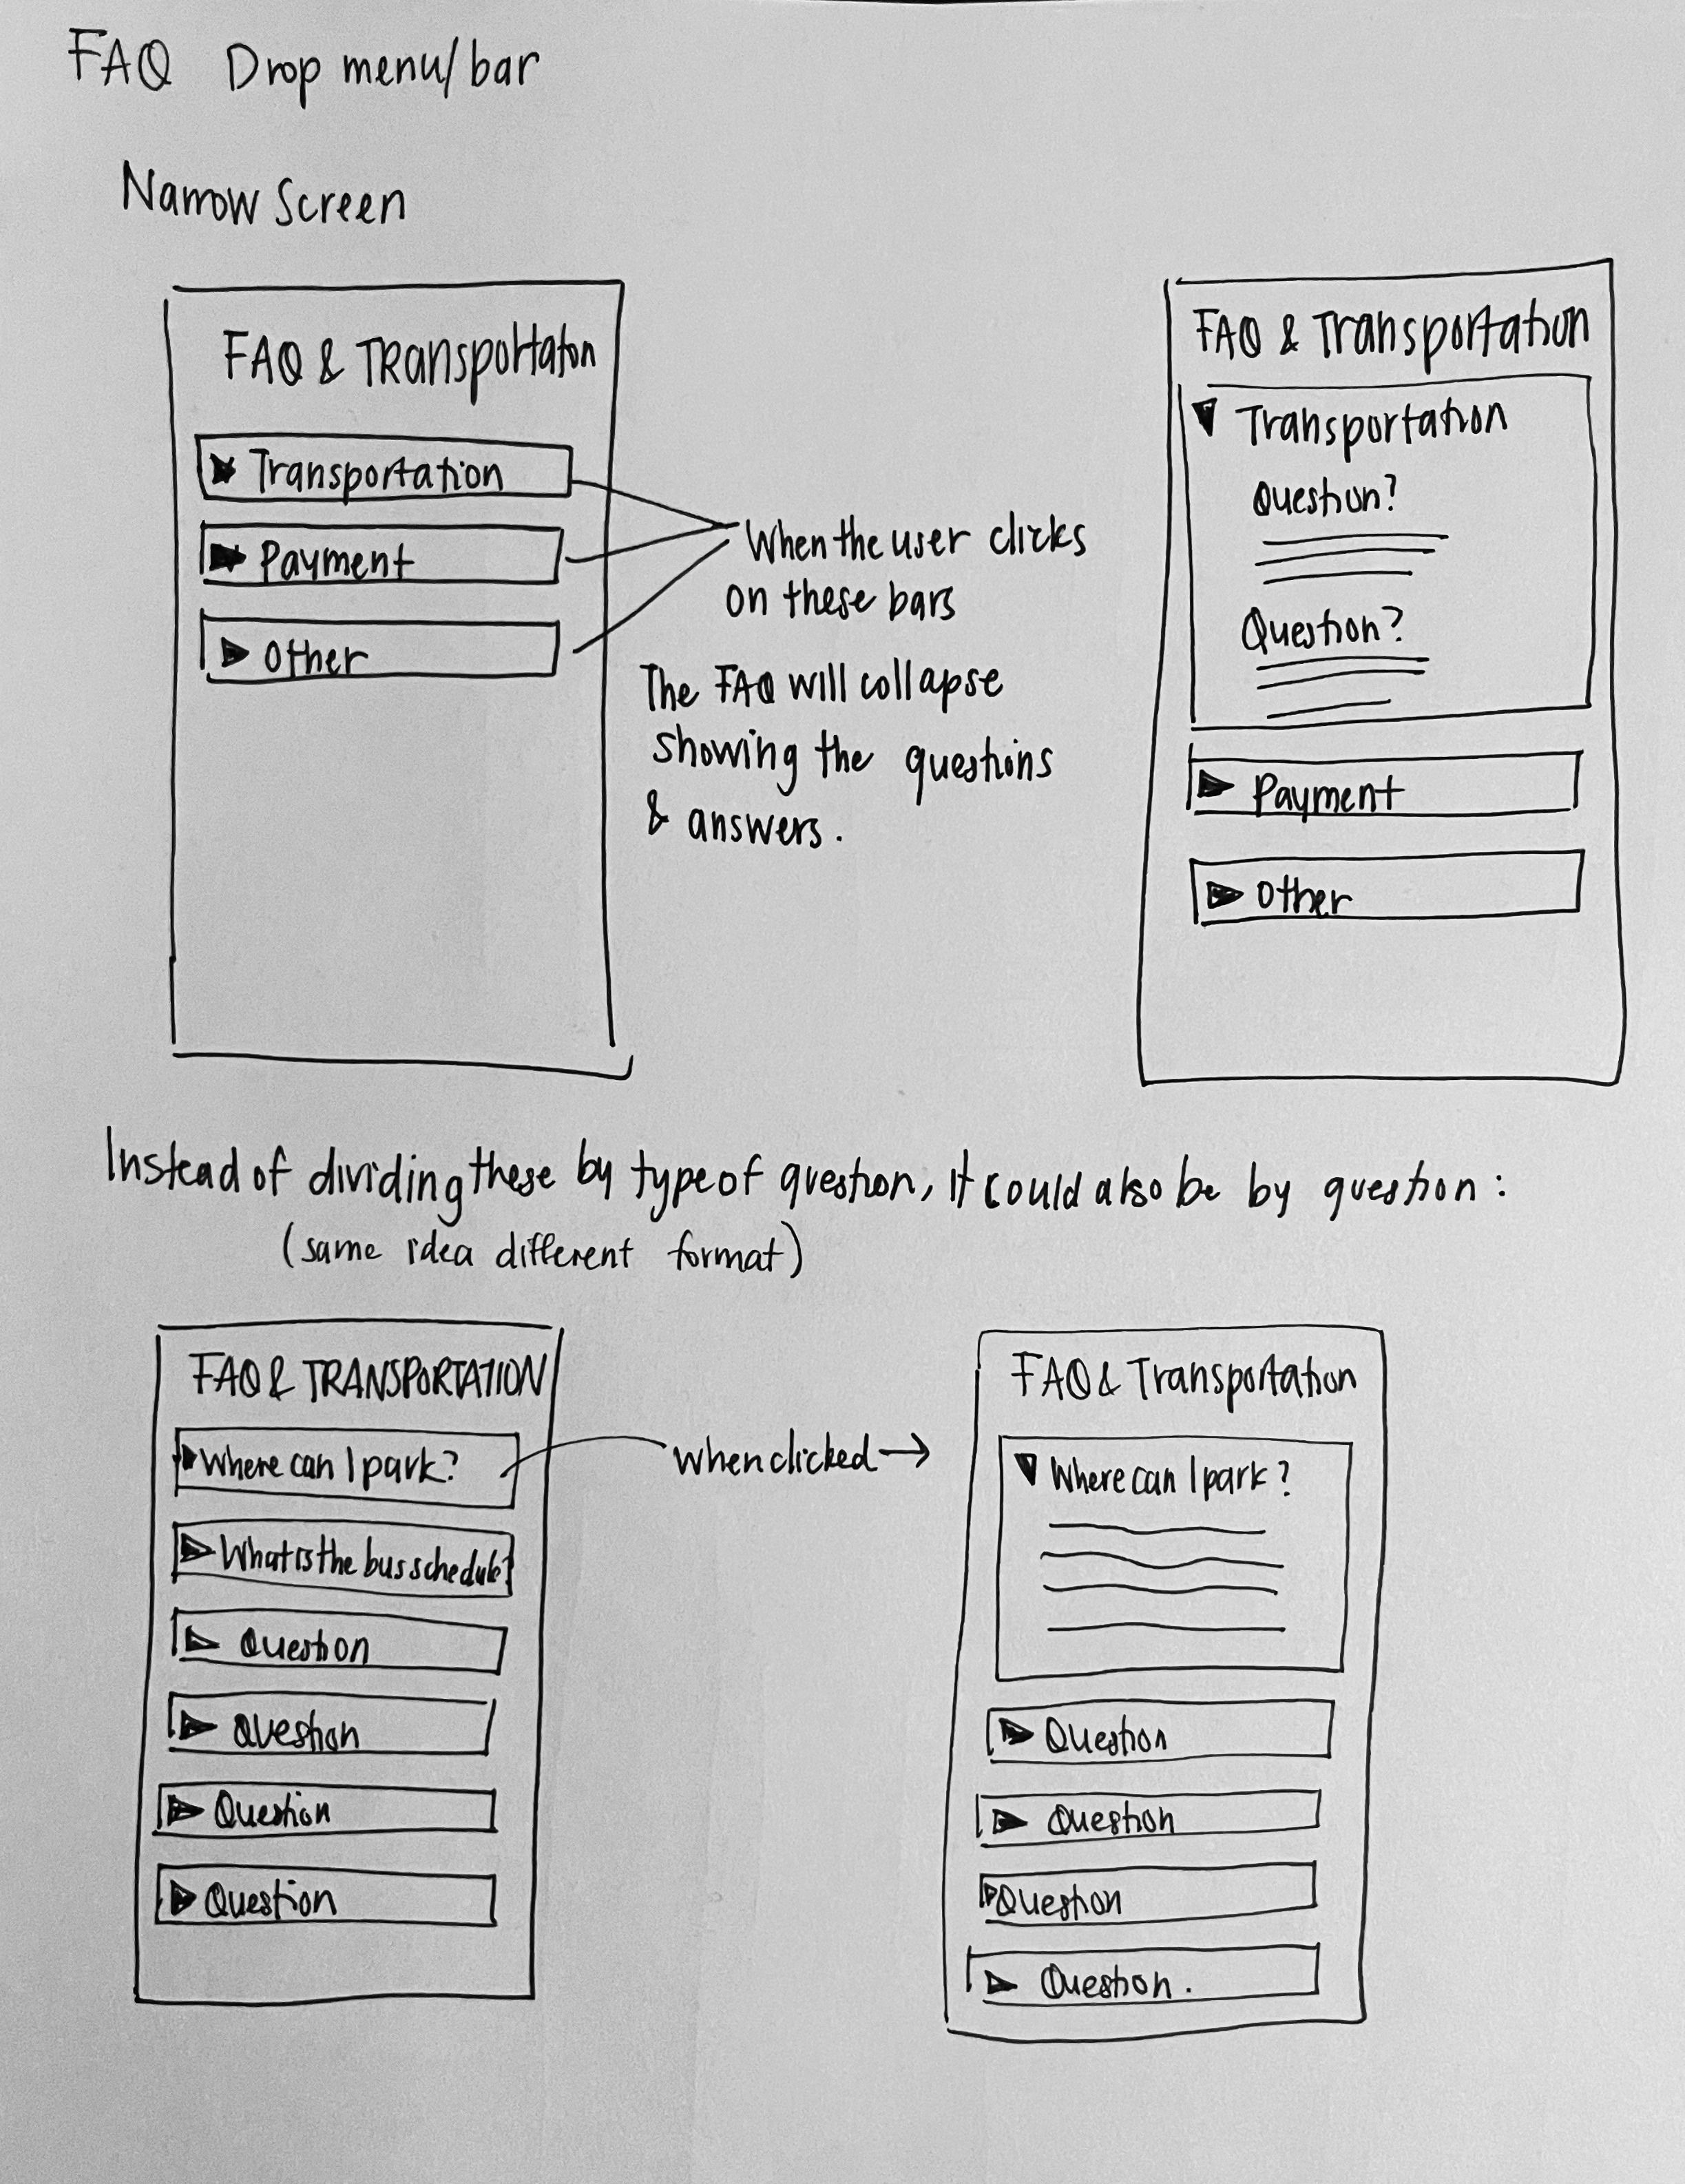 FAQ Drop menu/bar
Narrow Screen
FAQ & TRansportaton
Transportation
Payment
Other
When the user clicks
on these bars
The FAQ will collapse
showing the questions
& answers.
FAQ & Transportation
Transportation
Question?
Question?
Payment
Other
Instead of dividing these by type of question, it could also be by question:
(same idea different format)
FAQ & TRANSPORTATION
Where can I park?
What is the bus schedule?
Question
Question
Question
Question
when clicked →
FAQ & Transportation
Where can I park?
Question
Question
Question
Question.